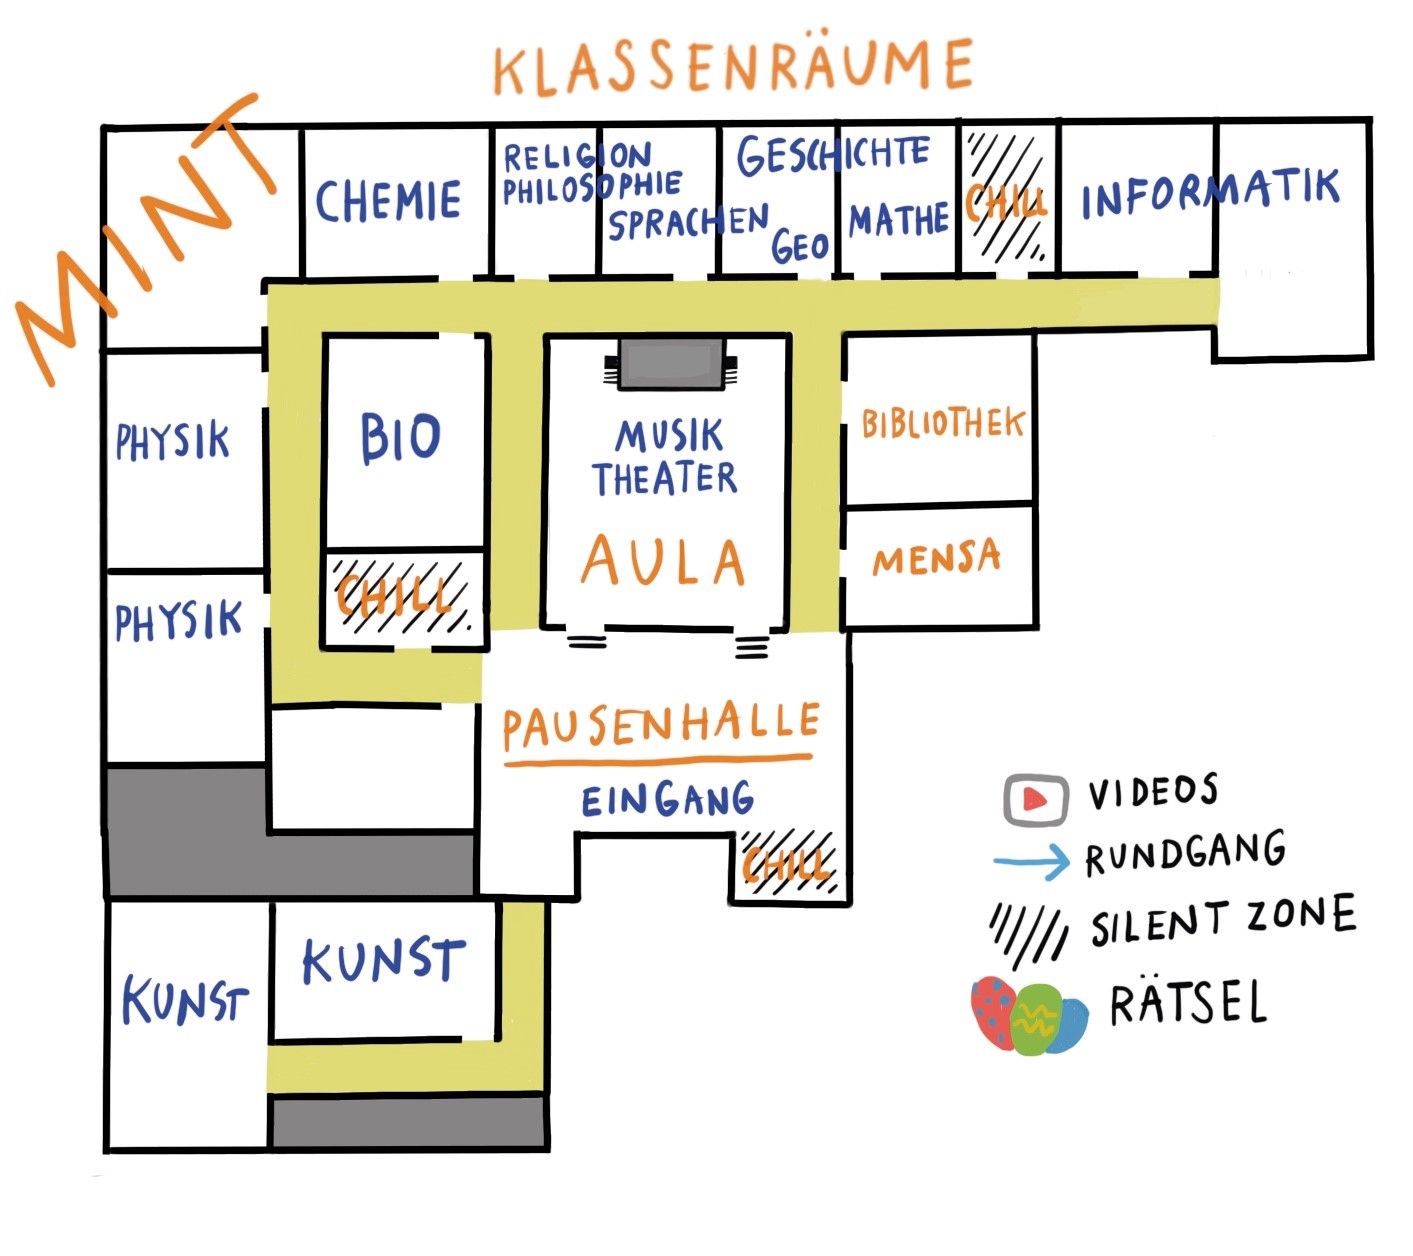 KLASSENRÄUME
MINT
CHEMIE
RELIGION
PHILOSOPHIE
SPRACHEN
GESCHICHTE
GEO
MATHE
CHILL
INFORMATIK
PHYSIK
BIO
MUSIK
THEATER
AULA
BIBLIOTHEK
MENSA
CHILL
PHYSIK
PAUSENHALLE
EINGANG
CHILL
KUNST
KUNST
VIDEOS
RUNDGANG
SILENT ZONE
RÄTSEL